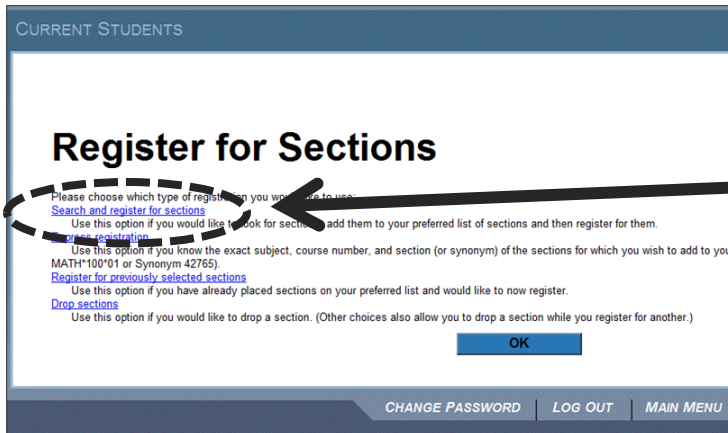 CURRENT STUDENTS
Register for Sections
Please choose which type of registration you would like to use:
Search and register for sections
Use this option if you would like to look for sections, add them to your preferred list of sections and then register for them.
Express registration
Use this option if you know the exact subject, course number, and section (or synonym) of the sections for which you wish to add to you
MATH*100*01 or Synonym 42765).
Register for previously selected sections
Use this option if you have already placed sections on your preferred list and would like to now register.
Drop sections
Use this option if you would like to drop a section. (Other choices also allow you to drop a section while you register for another.)
OK
CHANGE PASSWORD LOG OUT MAIN MENU